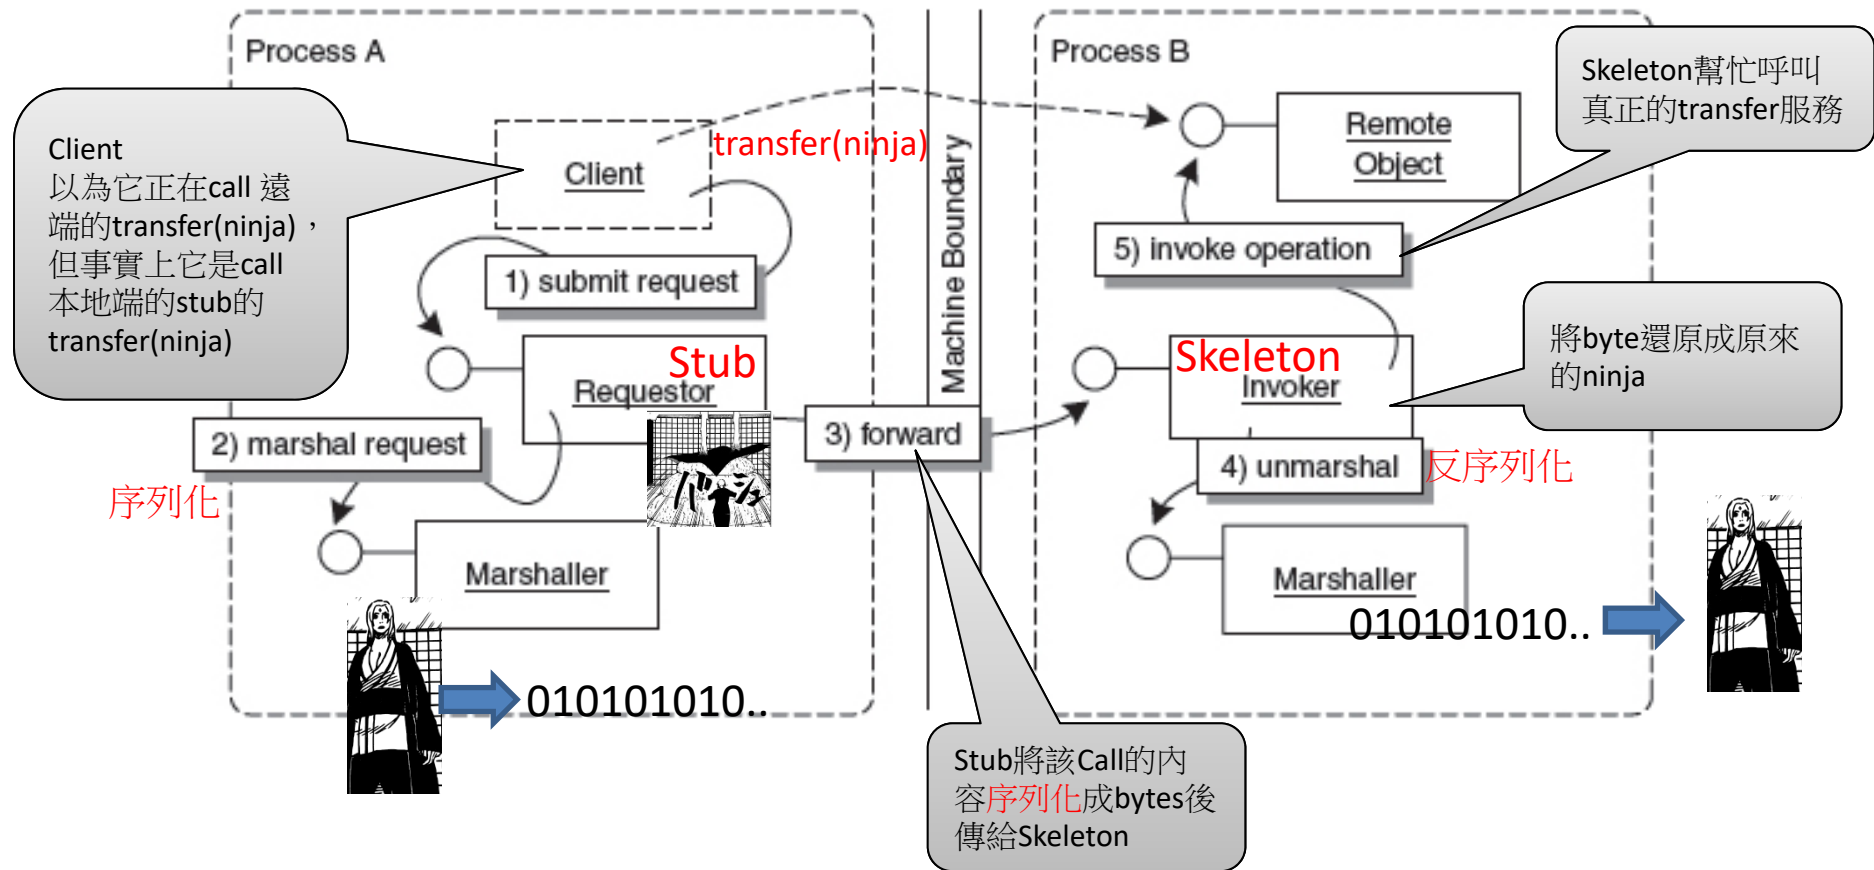 Process A
Client
以為它正在call 遠
端的transfer(ninja)，
但事實上它是call
本地端的stub的
transfer(ninja)
Client
transfer(ninja)
1) submit request
Stub
Requestor
2) marshal request
序列化
Marshaller
010101010..
3) forward
Machine Boundary
Stub將該Call的內
容序列化成bytes後
傳給Skeleton
Process B
Remote
Object
Skeleton幫忙呼叫
真正的transfer服務
5) invoke operation
Skeleton
Invoker
將byte還原成原來
的ninja
4) unmarshal
反序列化
Marshaller
010101010..